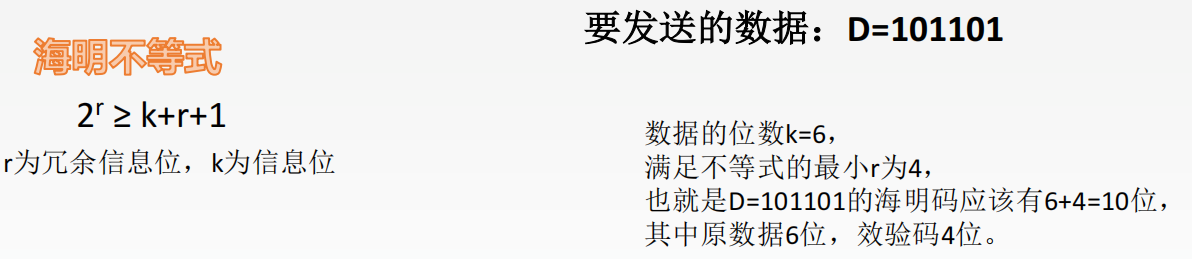 海明不等式
2ʳ ≥ k+r+1
r为冗余信息位，k为信息位
要发送的数据：D=101101
数据的位数k=6，
满足不等式的最小r为4，
也就是D=101101的海明码应该有6+4=10位，
其中原数据6位，效验码4位。